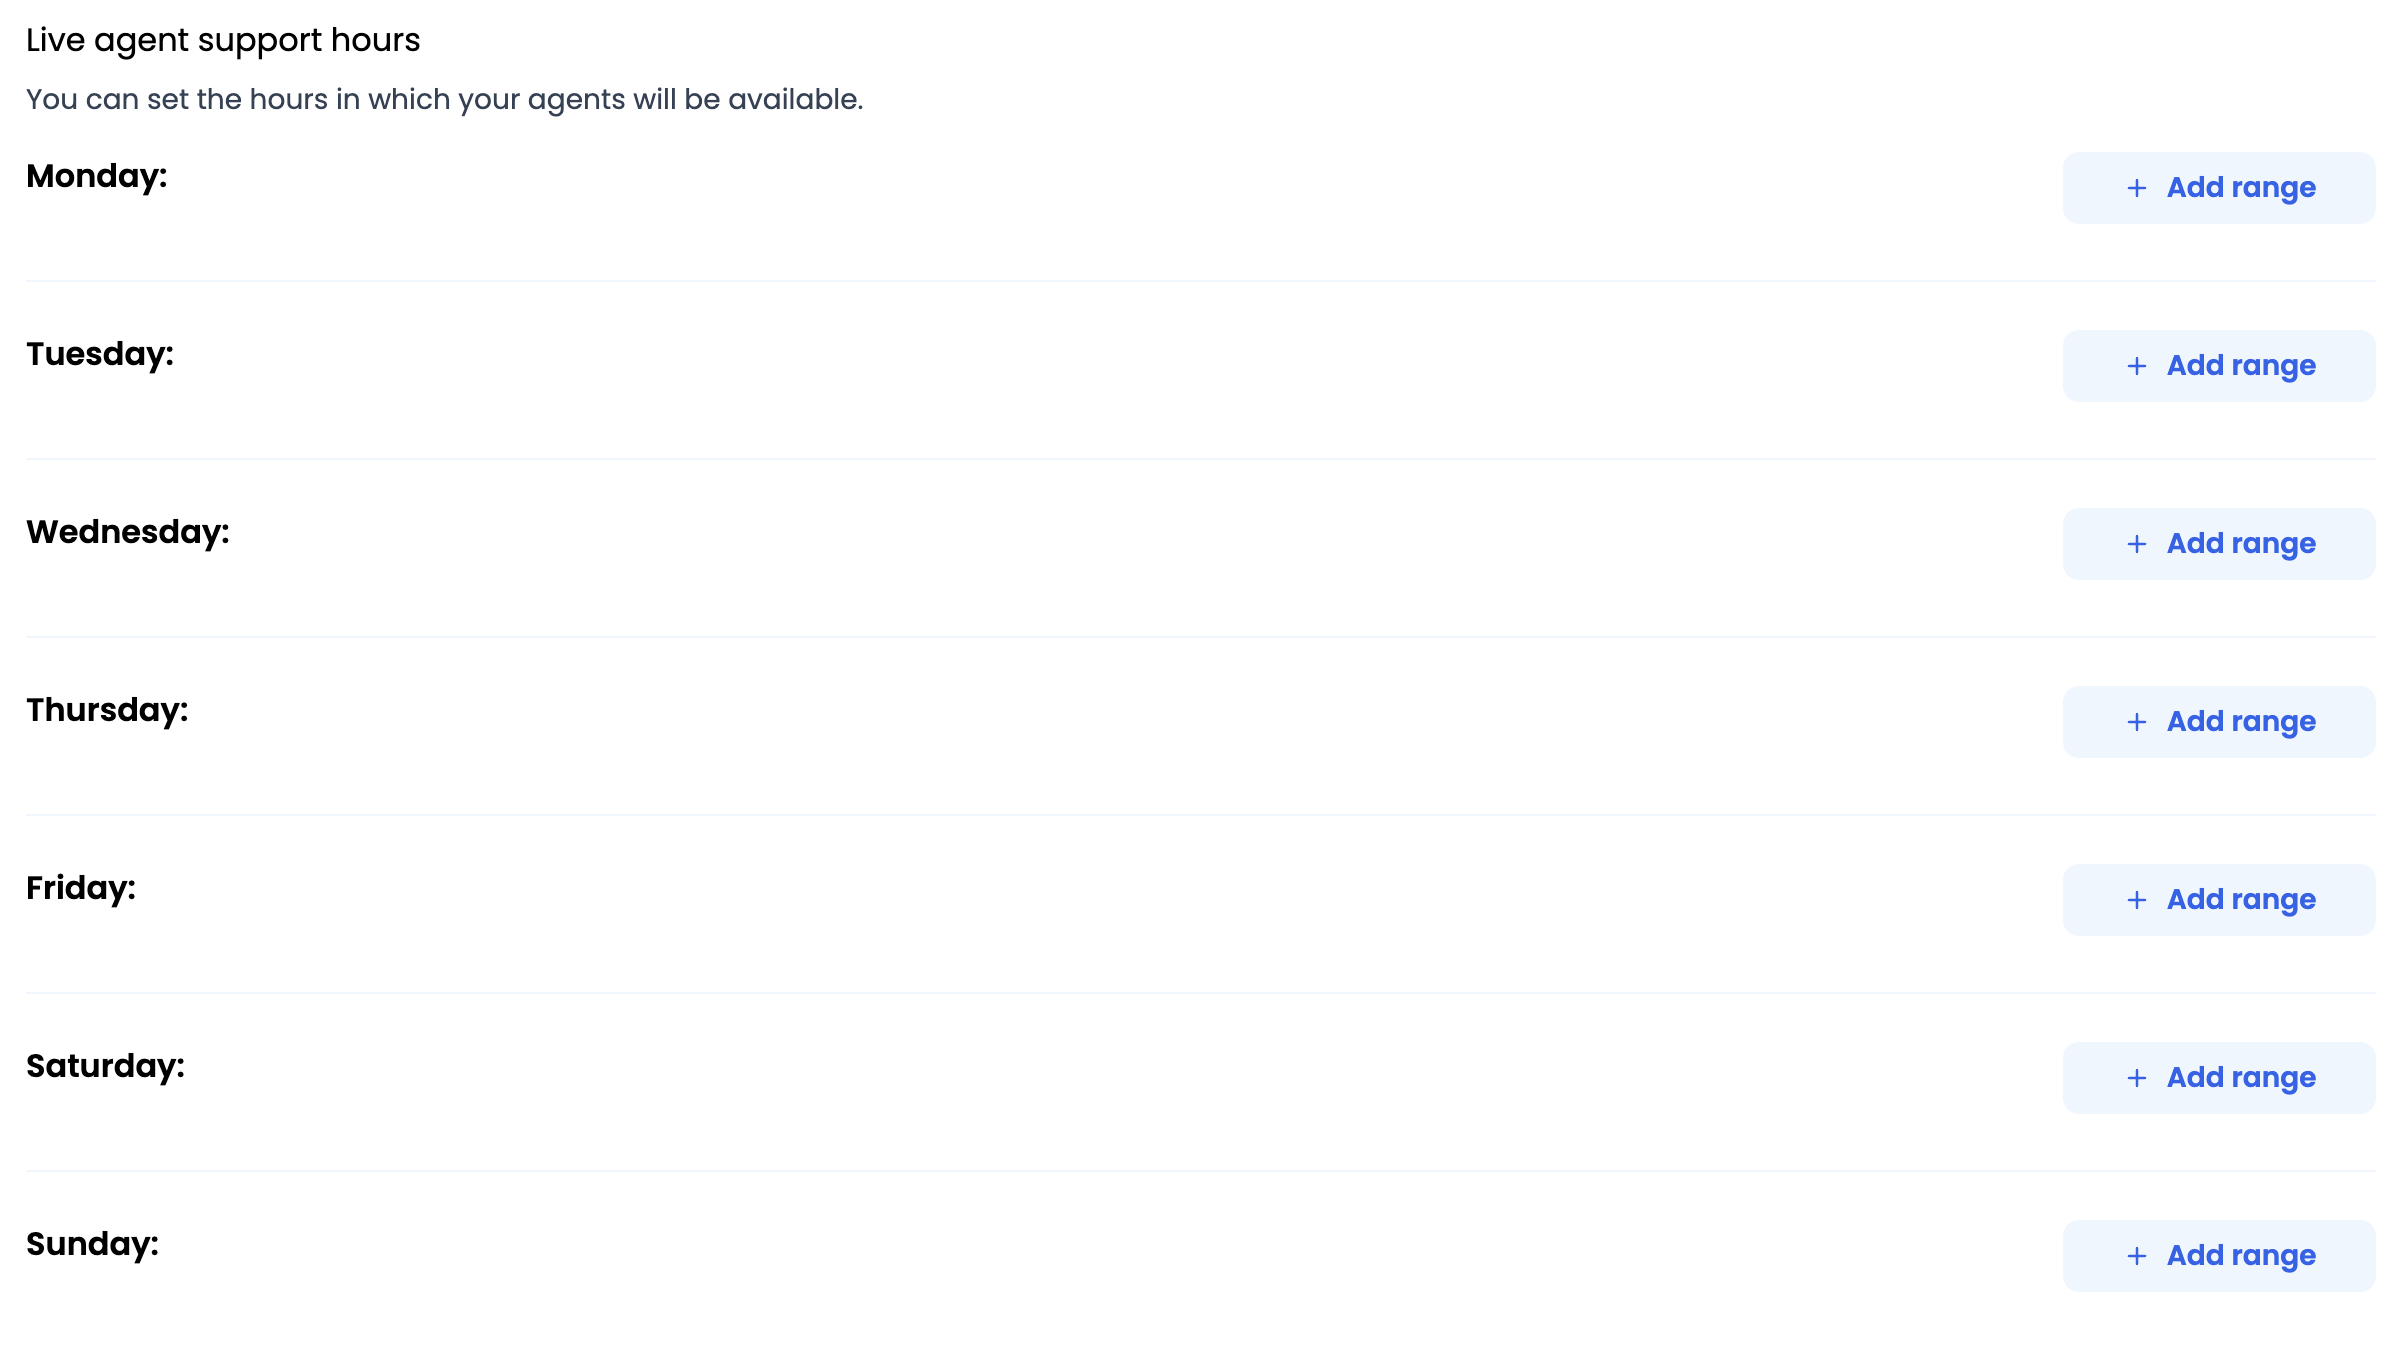 Live agent support hours
You can set the hours in which your agents will be available.
Monday:
+ Add range
Tuesday:
+ Add range
Wednesday:
+ Add range
Thursday:
+ Add range
Friday:
+ Add range
Saturday:
+ Add range
Sunday:
+ Add range